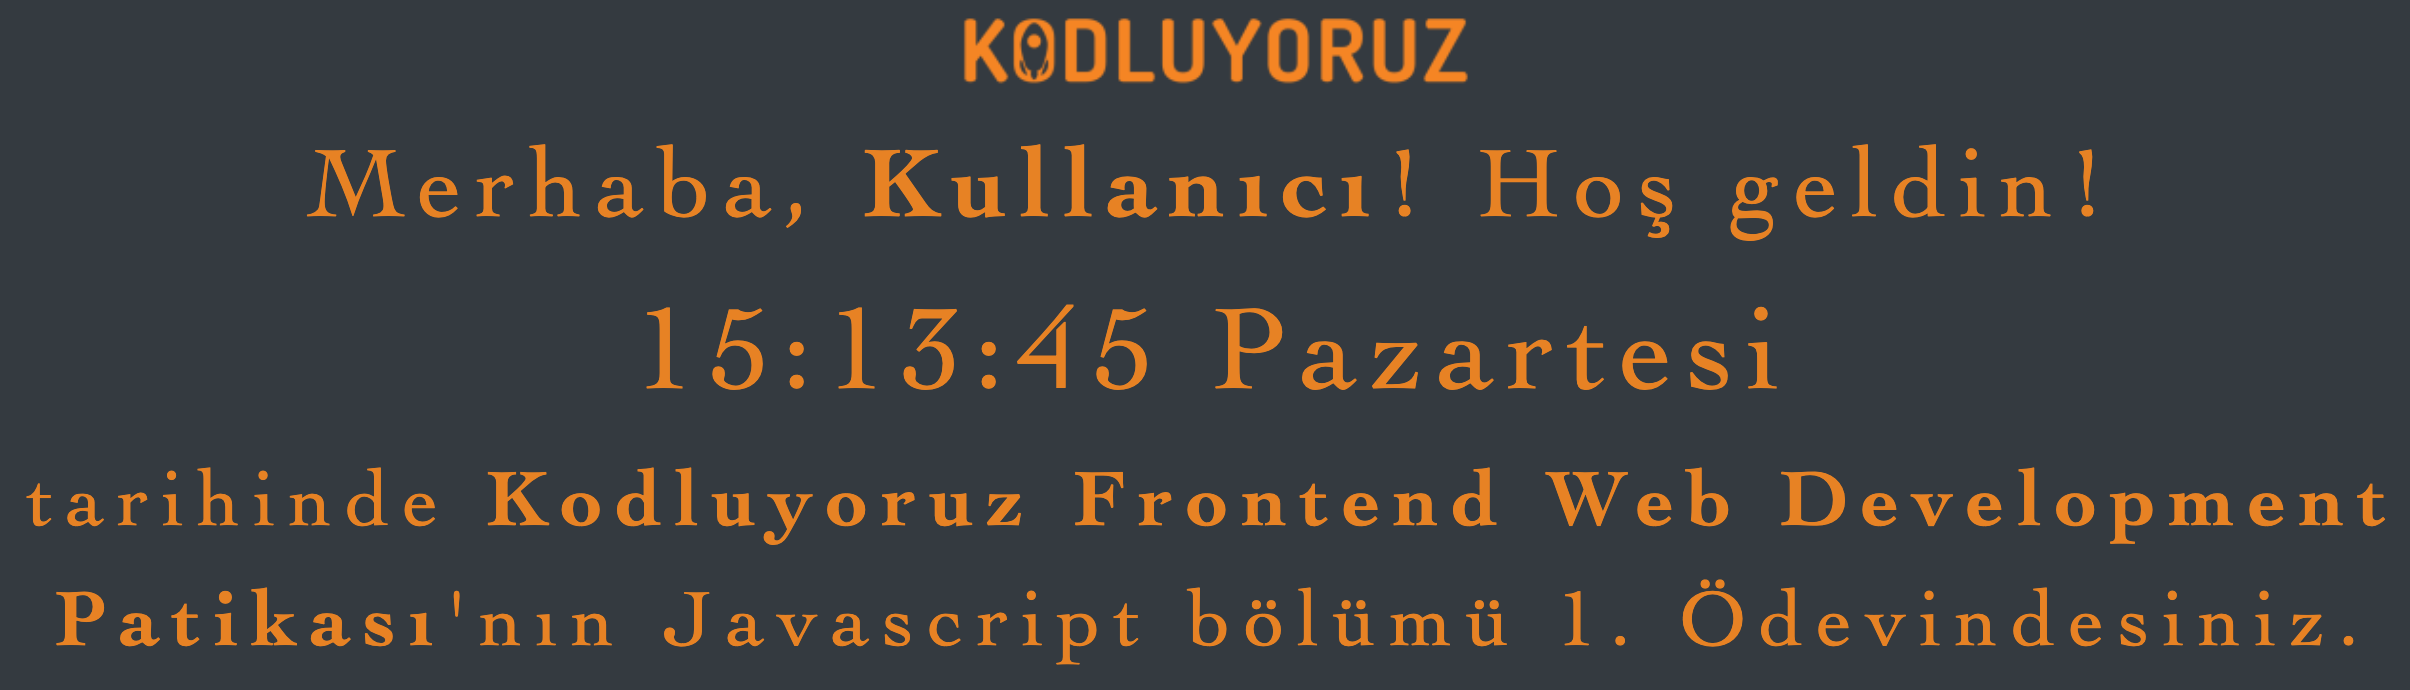 KODLUYORUZ
Merhaba, Kullanıcı! Hoş geldin!
15:13:45 Pazartesi
tarihinde Kodluyoruz Frontend Web Development
Patikası'nın Javascript bölümü 1. Ödevindesiniz.